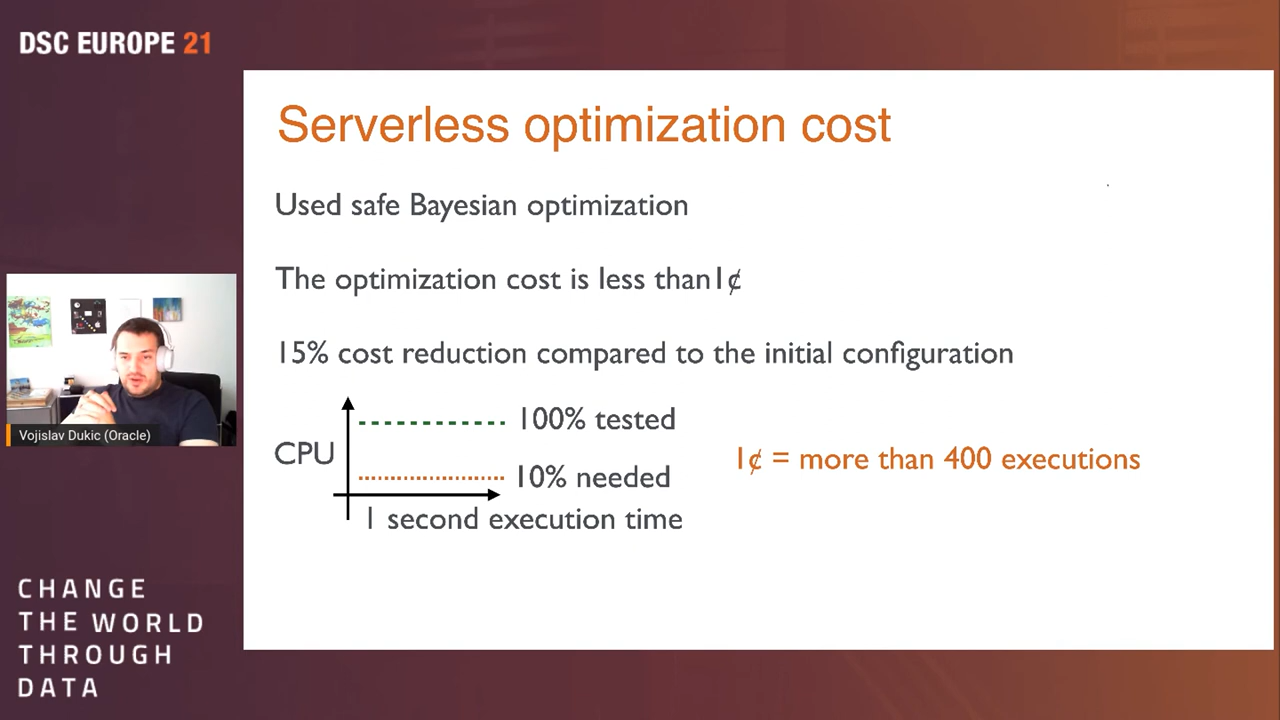 DSC EUROPE 21
Serverless optimization cost
Used safe Bayesian optimization
The optimization cost is less than1¢
15% cost reduction compared to the initial configuration
100% tested
CPU
10% needed
1 second execution time
1¢ = more than 400 executions
Vojislav Dukic (Oracle)
CHANGE
THE WORLD
THROUGH
DATA